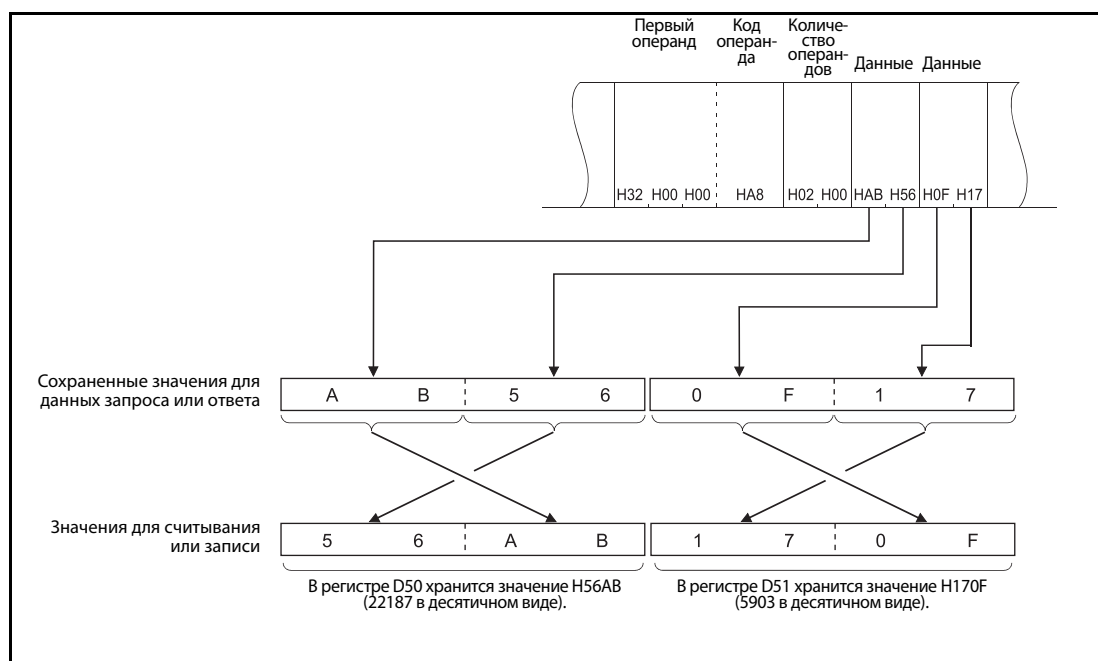 Первый операнд
Код операн-да
Количе-ство операн-дов
Данные
Данные
H32 H00 H00 HA8 H02 H00 HAB H56 H0F H17
Сохраненные значения для
данных запроса или ответа
A B 5 6 0 F 1 7
Значения для считывания
или записи
5 6 A B 1 7 0 F
В регистре D50 хранится значение H56AB
(22187 в десятичном виде).
В регистре D51 хранится значение H170F
(5903 в десятичном виде).